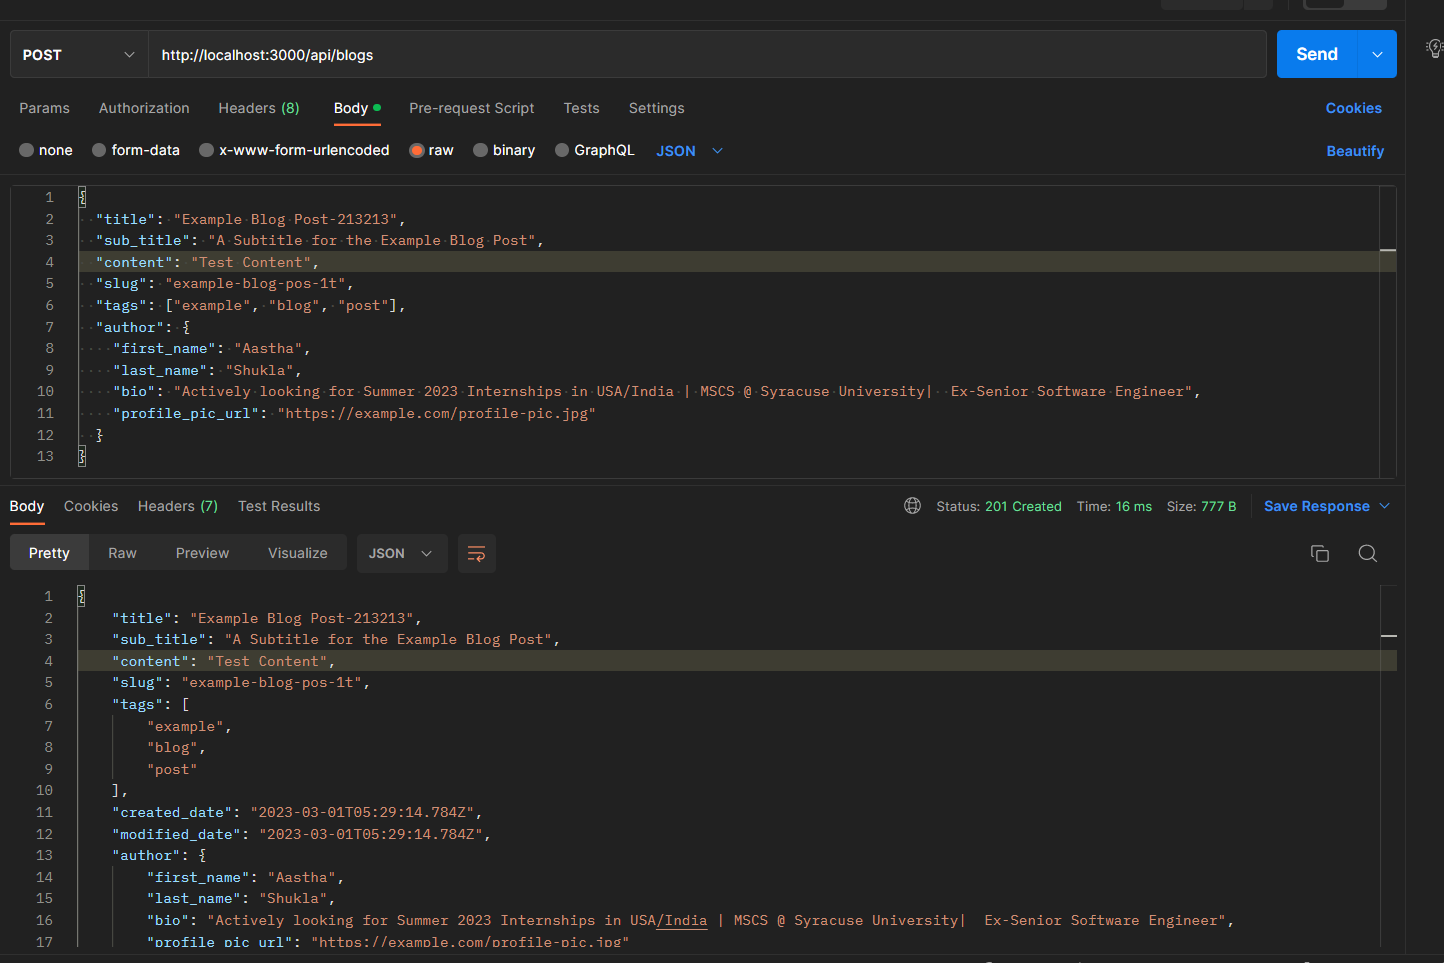 POST http://localhost:3000/api/blogs Send
Params Authorization Headers (8) Body Pre-request Script Tests Settings Cookies
none form-data x-www-form-urlencoded raw binary GraphQL JSON Beautify
1 {
2 "title": "Example Blog Post-213213",
3 "sub_title": "A Subtitle for the Example Blog Post",
4 "content": "Test Content",
5 "slug": "example-blog-pos-1t",
6 "tags": ["example", "blog", "post"],
7 "author": {
8 "first_name": "Aastha",
9 "last_name": "Shukla",
10 "bio": "Actively looking for Summer 2023 Internships in USA/India | MSCS @ Syracuse University|  Ex-Senior Software Engineer",
11 "profile_pic_url": "https://example.com/profile-pic.jpg"
12 }
13 }
Body Cookies Headers (7) Test Results Status: 201 Created Time: 16 ms Size: 777 B Save Response
Pretty Raw Preview Visualize JSON
1 {
2 "title": "Example Blog Post-213213",
3 "sub_title": "A Subtitle for the Example Blog Post",
4 "content": "Test Content",
5 "slug": "example-blog-pos-1t",
6 "tags": [
7 "example",
8 "blog",
9 "post"
10 ],
11 "created_date": "2023-03-01T05:29:14.784Z",
12 "modified_date": "2023-03-01T05:29:14.784Z",
13 "author": {
14 "first_name": "Aastha",
15 "last_name": "Shukla",
16 "bio": "Actively looking for Summer 2023 Internships in USA/India | MSCS @ Syracuse University|  Ex-Senior Software Engineer",
17 "profile_pic_url": "https://example.com/profile-pic.jpg"